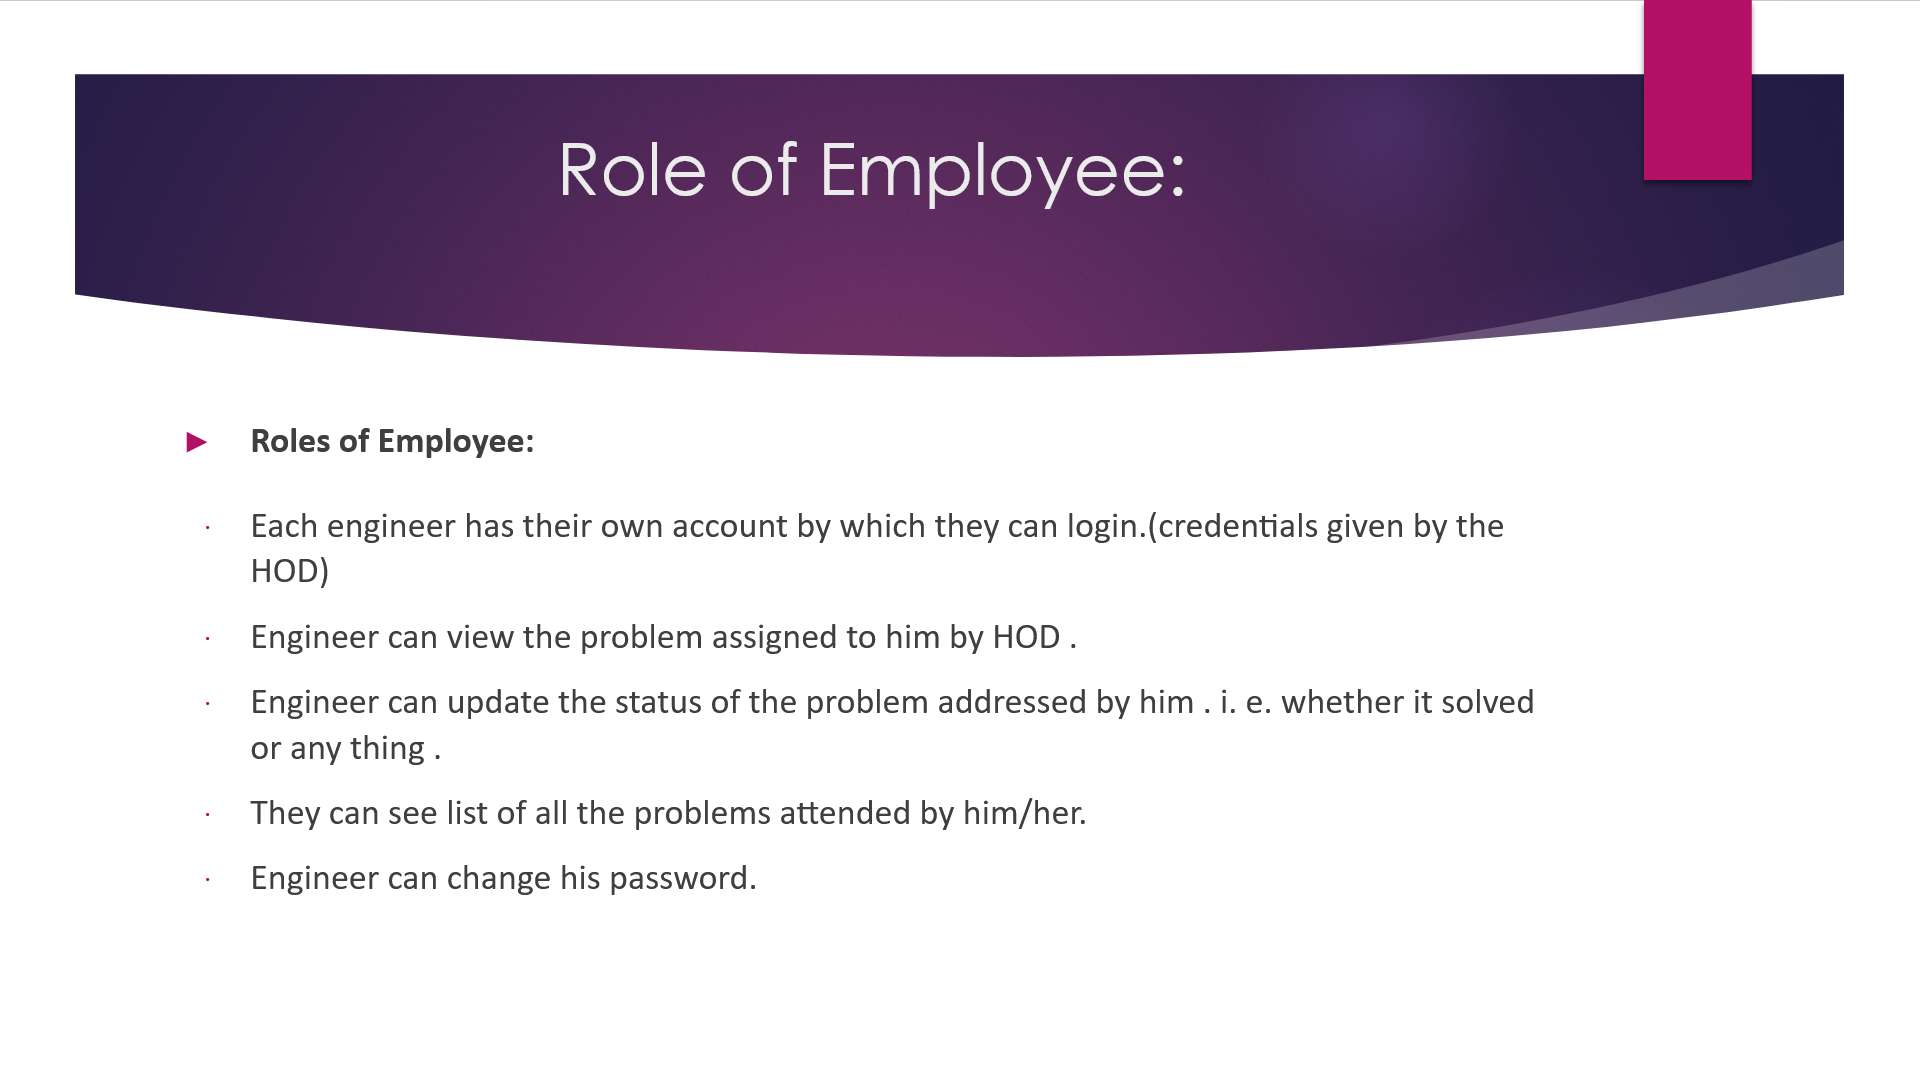 Role of Employee:
Roles of Employee:
Each engineer has their own account by which they can login.(credentials given by the
HOD)
Engineer can view the problem assigned to him by HOD .
Engineer can update the status of the problem addressed by him . i. e. whether it solved
or any thing .
They can see list of all the problems attended by him/her.
Engineer can change his password.